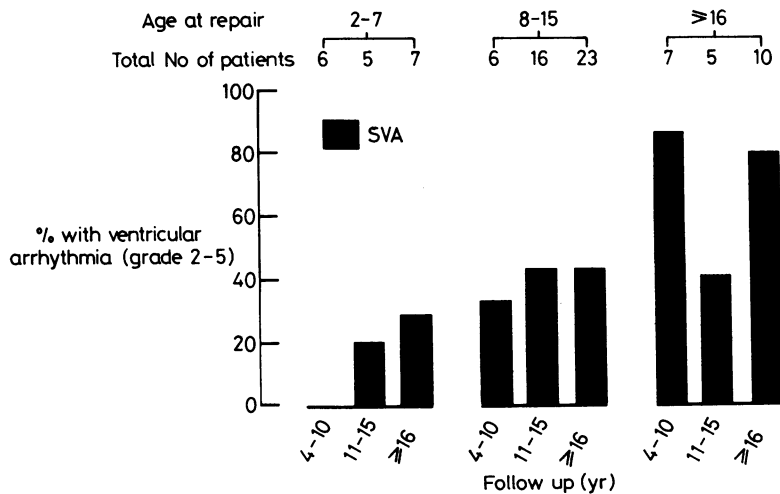 Age at repair 2-7 8-15 ⩾16
Total No of patients 6 5 7 6 16 23 7 5 10
100
SVA
80
60
% with ventricular
arrhythmia (grade 2-5)
40
20
0
4-10 11-15 ⩾16 4-10 11-15 ⩾16 4-10 11-15 ⩾16
Follow up (yr)